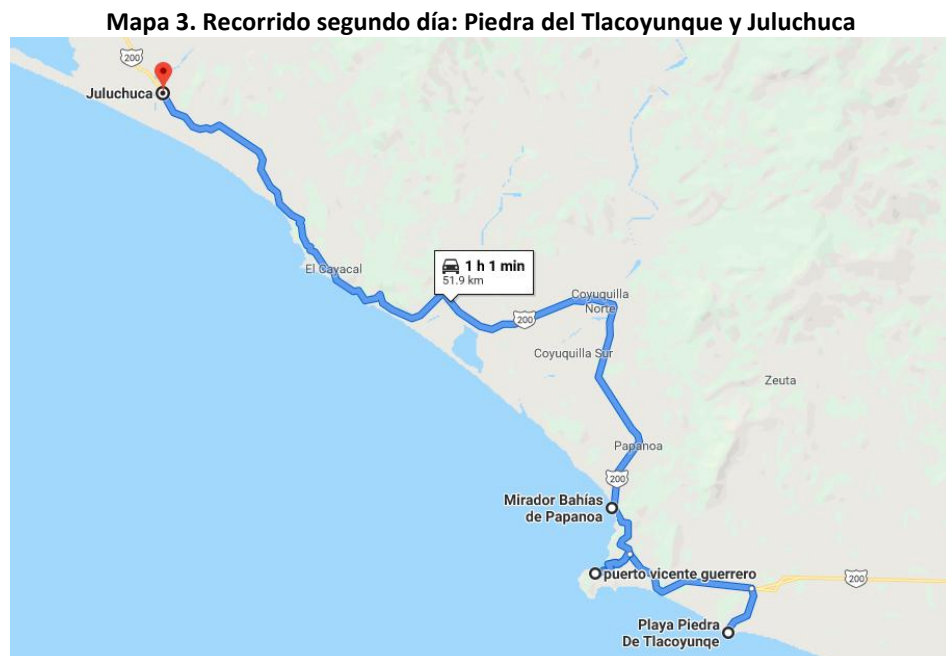 Mapa 3. Recorrido segundo día: Piedra del Tlacoyunque y Juluchuca
200
Juluchuca
El Cayacal
1 h 1 min
51.9 km
Coyuquilla
Norte
200
Coyuquilla Sur
Zeuta
Papanoa
200
Mirador Bahías
de Papanoa
puerto vicente guerrero
200
Playa Piedra
De Tlacoyunqe